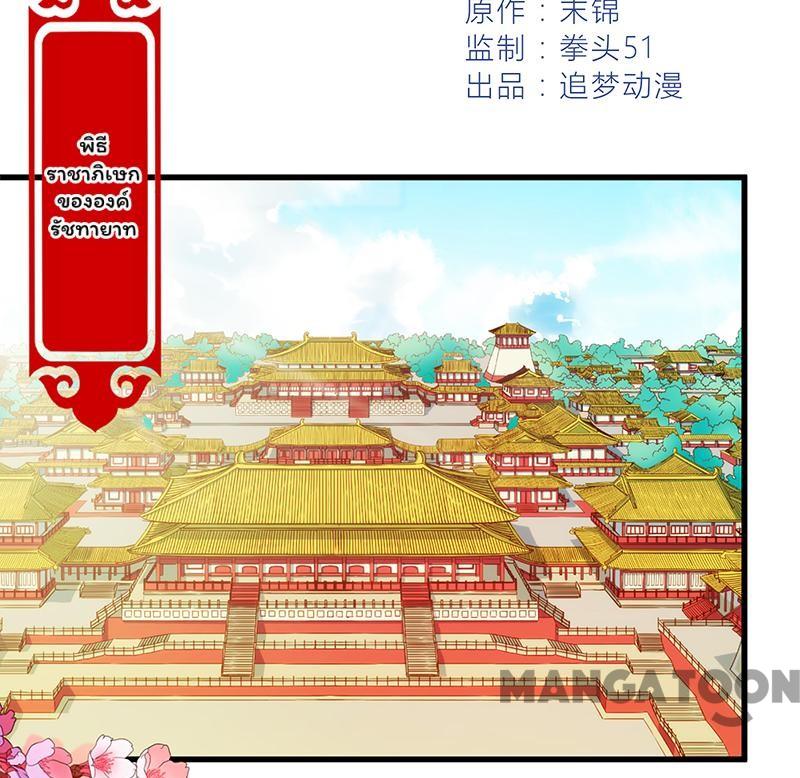 原作：末锦
监制：拳头51
出品：追梦动漫
พิธี
ราชาภิเษก
ขององค์
รัชทายาท
MANGATOON